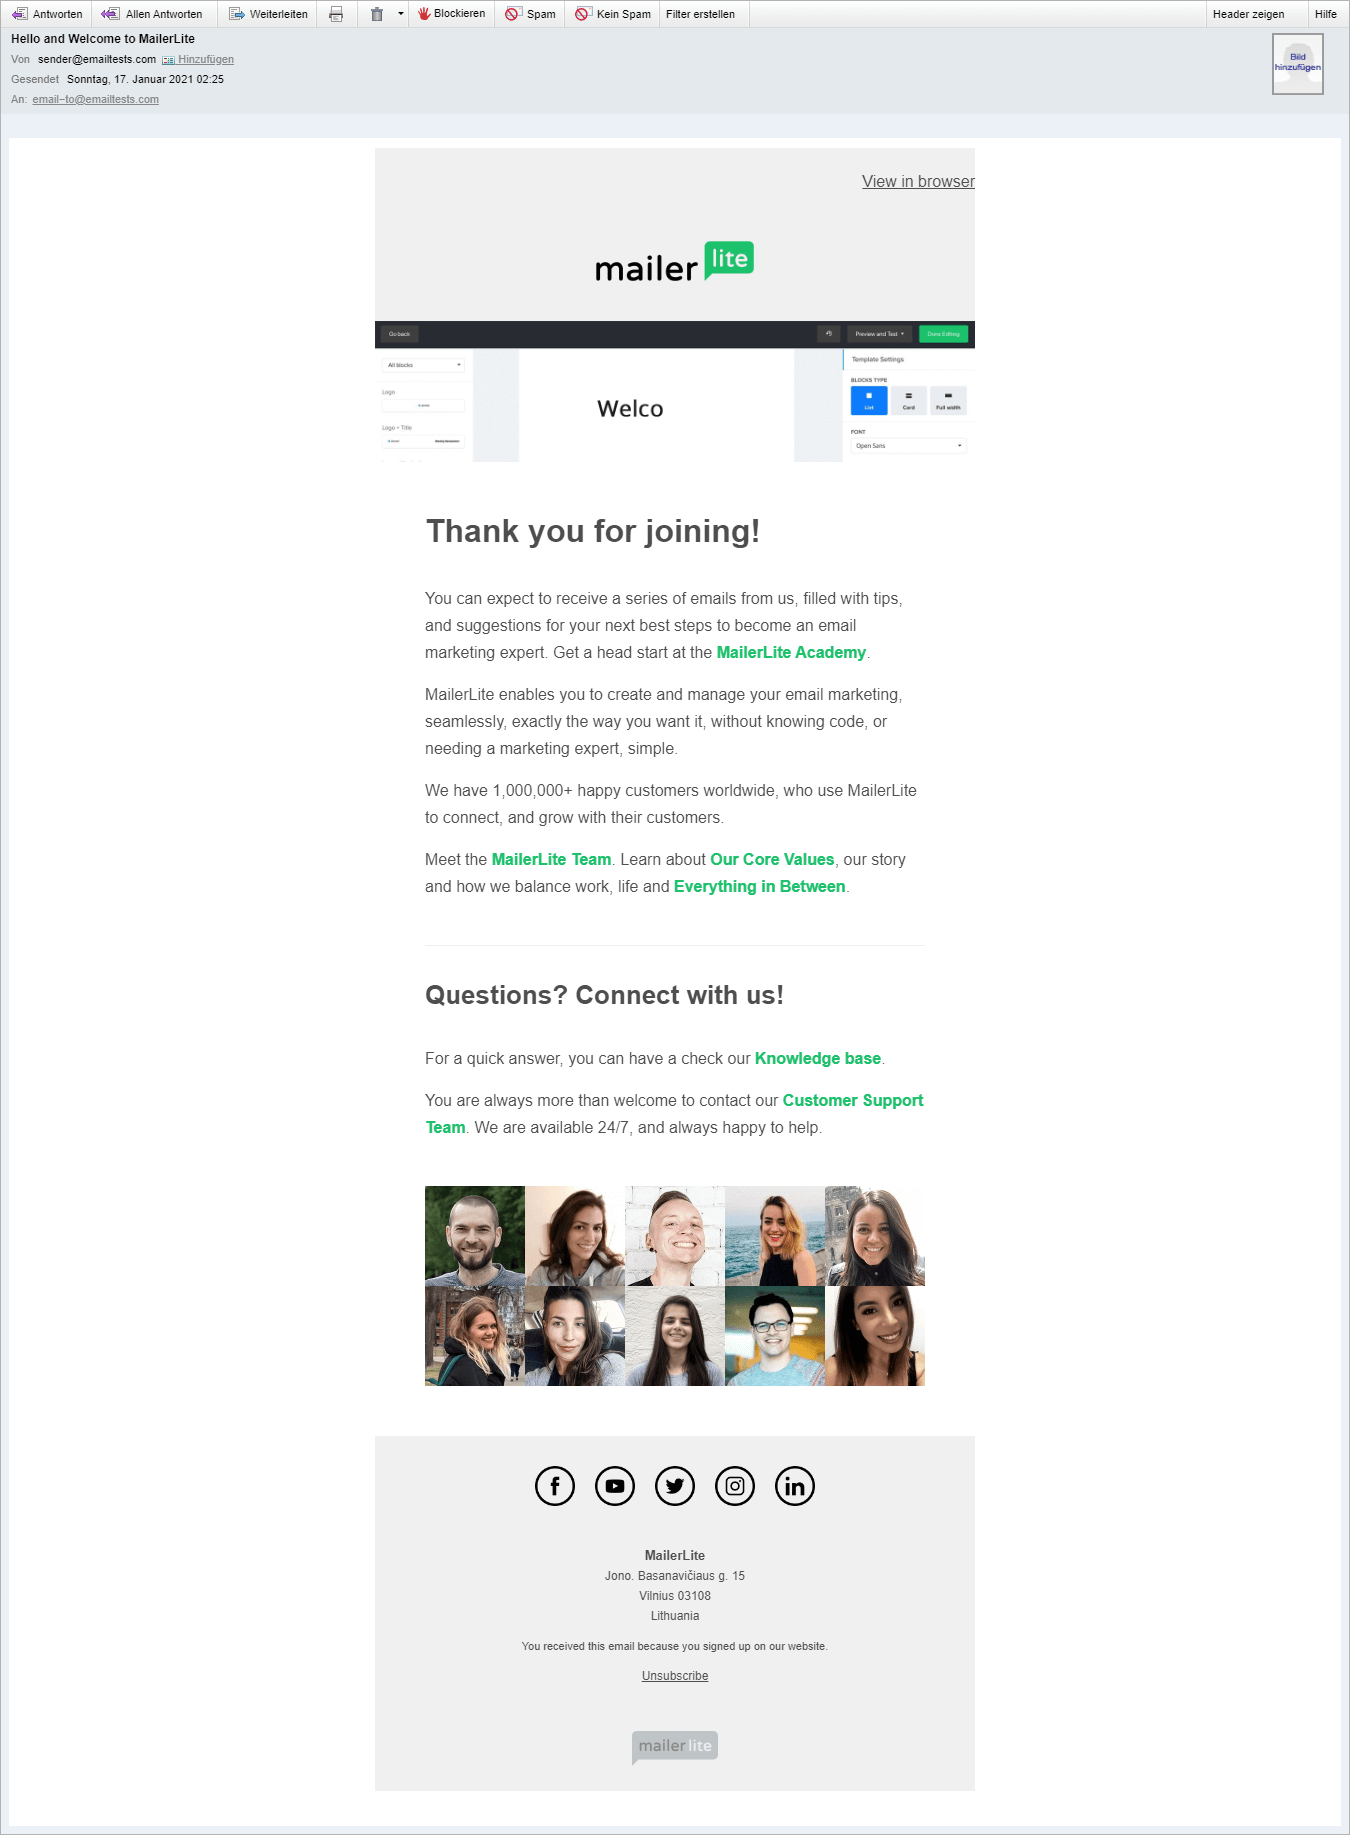 Antworten Allen Antworten Weiterleiten Blockieren Spam Kein Spam Filter erstellen Header zeigen Hilfe
Hello and Welcome to MailerLite
Von sender@emailtests.com Hinzufügen
Gesendet Sonntag, 17. Januar 2021 02:25
An: email-to@emailtests.com
Bild
hinzufügen
View in browser
mailer lite
Go back Preview and Test Done Editing
All blocks
Template Settings
Logo
BLOCKS TYPE
List Card Full width
Welco
Logo + Title
FONT
Open Sans
Thank you for joining!
You can expect to receive a series of emails from us, filled with tips,
and suggestions for your next best steps to become an email
marketing expert. Get a head start at the MailerLite Academy.
MailerLite enables you to create and manage your email marketing,
seamlessly, exactly the way you want it, without knowing code, or
needing a marketing expert, simple.
We have 1,000,000+ happy customers worldwide, who use MailerLite
to connect, and grow with their customers.
Meet the MailerLite Team. Learn about Our Core Values, our story
and how we balance work, life and Everything in Between.
Questions? Connect with us!
For a quick answer, you can have a check our Knowledge base.
You are always more than welcome to contact our Customer Support
Team. We are available 24/7, and always happy to help.
MailerLite
Jono. Basanavičiaus g. 15
Vilnius 03108
Lithuania
You received this email because you signed up on our website.
Unsubscribe
mailer lite